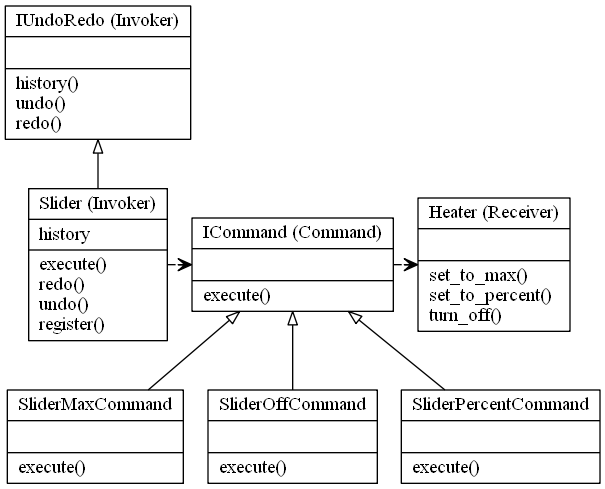 IUndoRedo (Invoker)
history()
undo()
redo()
Slider (Invoker)
history
execute()
redo()
undo()
register()
ICommand (Command)
execute()
Heater (Receiver)
set_to_max()
set_to_percent()
turn_off()
SliderMaxCommand
execute()
SliderOffCommand
execute()
SliderPercentCommand
execute()